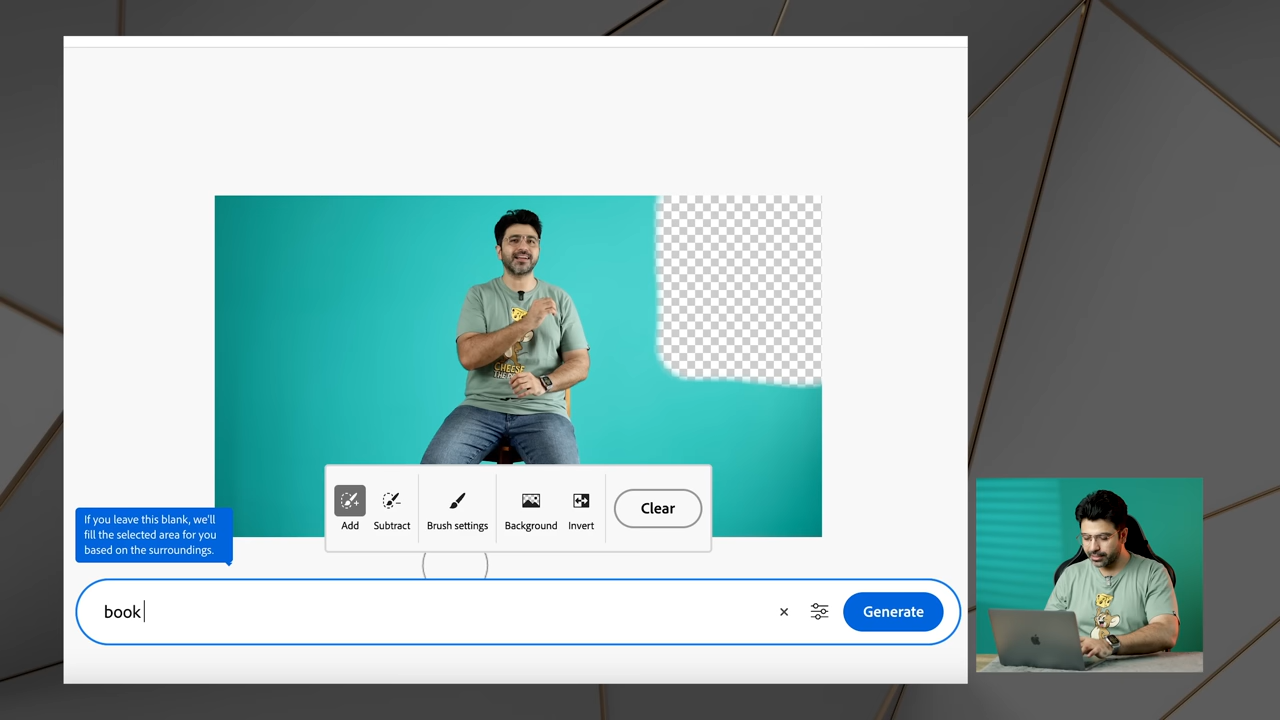 CHEESE
If you leave this blank, we'll
fill the selected area for you
based on the surroundings.
Add
Subtract
Brush settings
Background
Invert
Clear
book
Generate